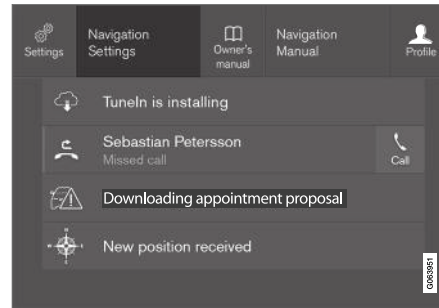 Settings
Navigation
Settings
Owner's
manual
Navigation
Manual
Profile
TuneIn is installing
Sebastian Petersson
Missed call
Call
Downloading appointment proposal
New position received
G063951